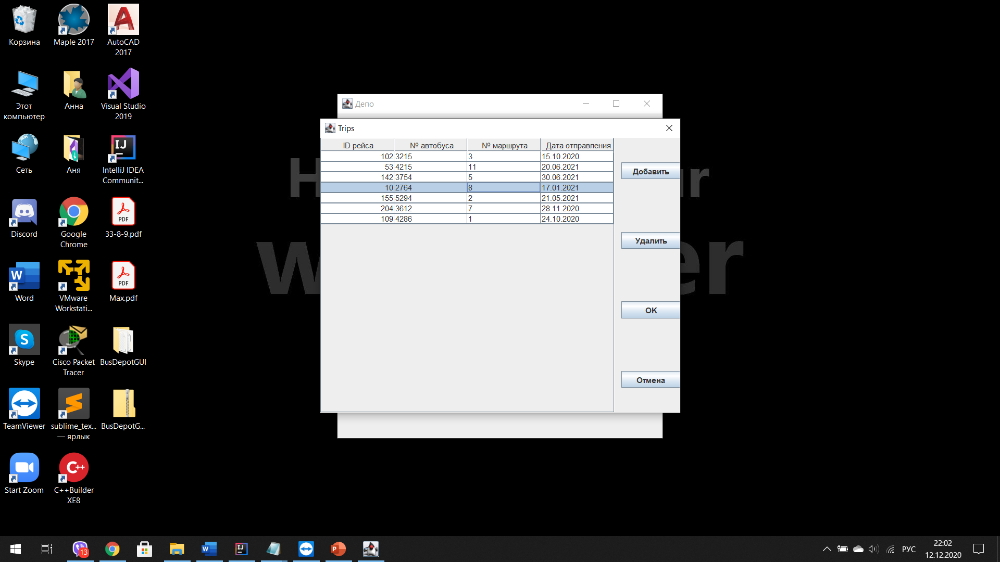 Корзина
Maple 2017
AutoCAD
2017
Этот
компьютер
Анна
Visual Studio
2019
Сеть
Аня
IntelliJ IDEA
Communit...
Discord
Google
Chrome
33-8-9.pdf
Word
VMware
Workstati...
Max.pdf
Skype
Cisco Packet
Tracer
BusDepotGUI
TeamViewer
sublime_tex...
— ярлык
BusDepotG...
Start Zoom
C++Builder
XE8
Депо
Trips
ID рейса № автобуса № маршрута Дата отправления
102 3215 3 15.10.2020
53 4215 11 20.06.2021
142 3754 5 30.06.2021
10 2764 8 17.01.2021
155 5294 2 21.05.2021
204 3612 7 28.11.2020
109 4286 1 24.10.2020
Добавить
Удалить
OK
Отмена
13
РУС
22:02
12.12.2020